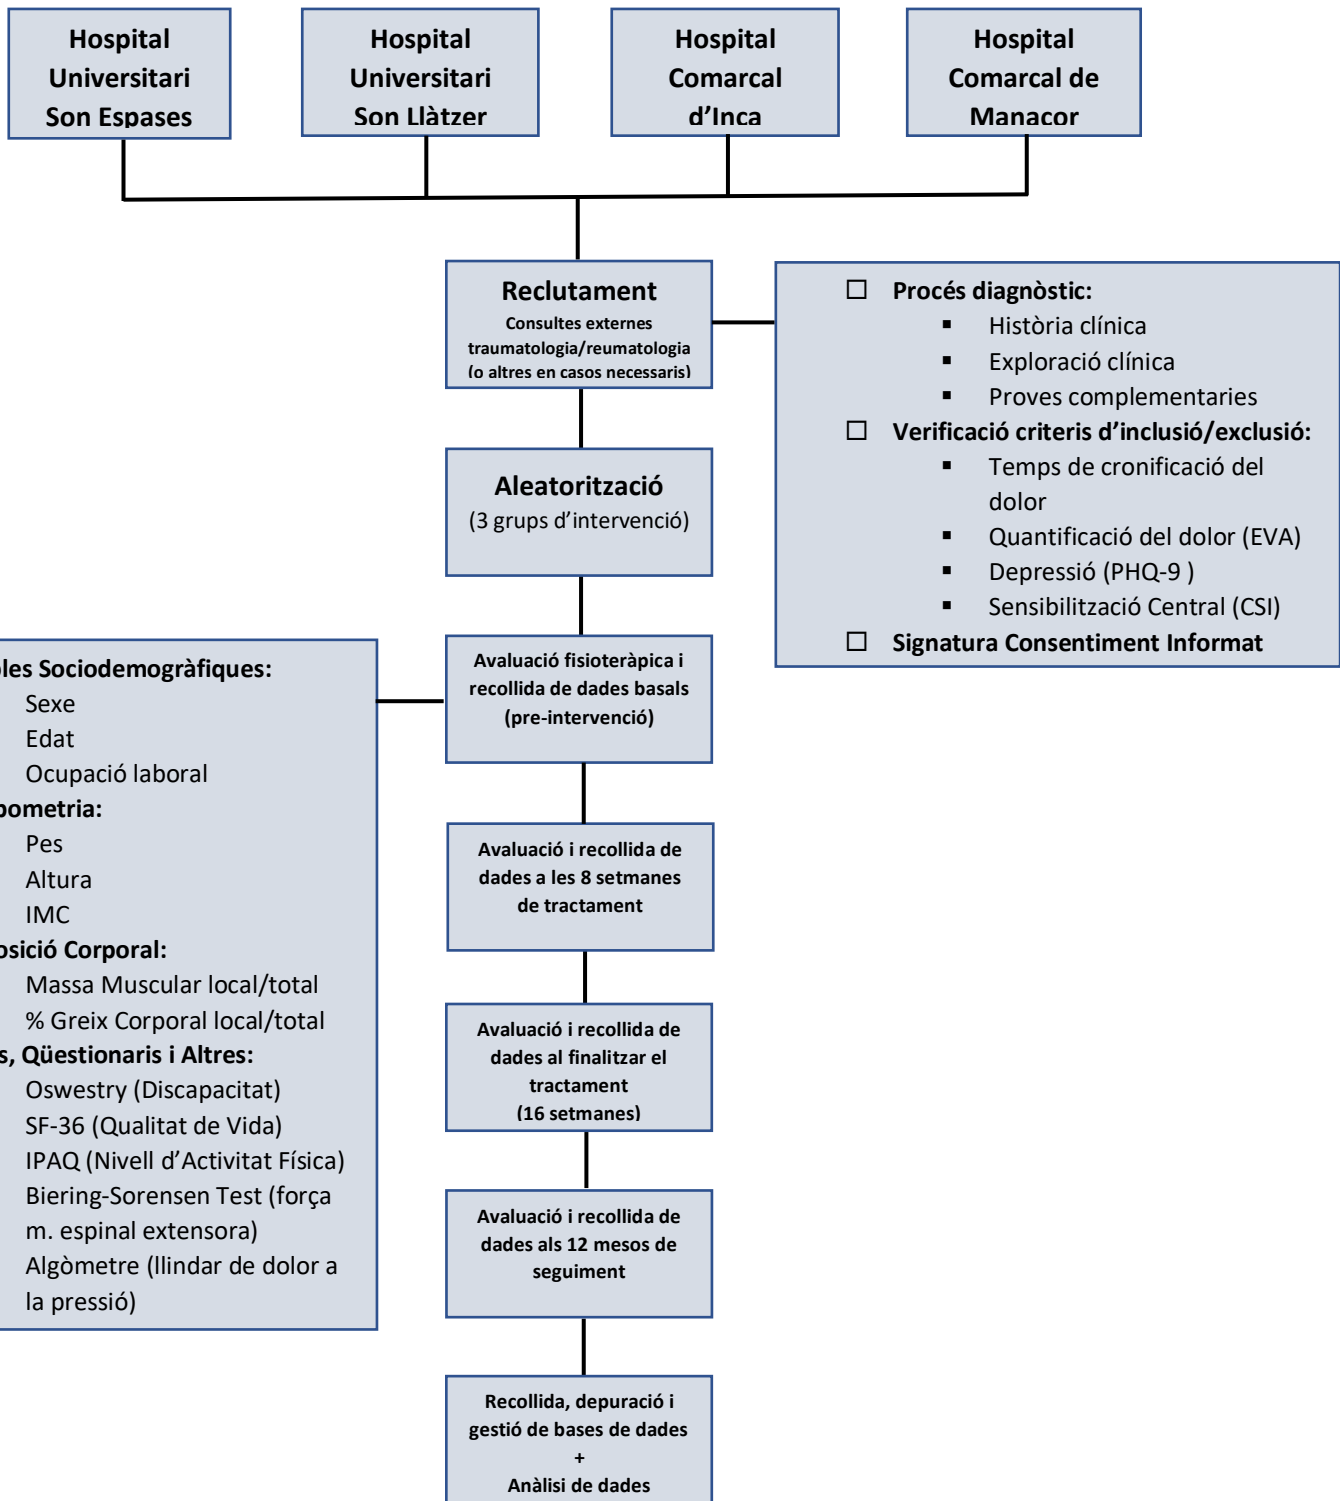 Hospital
Universitari
Son Espases
Hospital
Universitari
Son Llàtzer
Hospital
Comarcal
d’Inca
Hospital
Comarcal de
Manacor
Reclutament
Consultes externes
traumatologia/reumatologia
(o altres en casos necessaris)
☐ Procés diagnòstic:
▪ Història clínica
▪ Exploració clínica
▪ Proves complementaries
☐ Verificació criteris d’inclusió/exclusió:
▪ Temps de cronificació del
dolor
▪ Quantificació del dolor (EVA)
▪ Depressió (PHQ-9 )
▪ Sensibilització Central (CSI)
☐ Signatura Consentiment Informat
Aleatorització
(3 grups d’intervenció)
Avaluació fisioteràpica i
recollida de dades basals
(pre-intervenció)
Sociodemogràfiques:
Sexe
Edat
Ocupació laboral
Pes
Altura
IMC
Corporal:
Massa Muscular local/total
% Greix Corporal local/total
Qüestionaris i Altres:
Oswestry (Discapacitat)
SF-36 (Qualitat de Vida)
IPAQ (Nivell d’Activitat Física)
Biering-Sorensen Test (força
m. espinal extensora)
Algòmetre (llindar de dolor a
la pressió)
Avaluació i recollida de
dades a les 8 setmanes
de tractament
Avaluació i recollida de
dades al finalitzar el
tractament
(16 setmanes)
Avaluació i recollida de
dades als 12 mesos de
seguiment
Recollida, depuració i
gestió de bases de dades
+
Anàlisi de dades